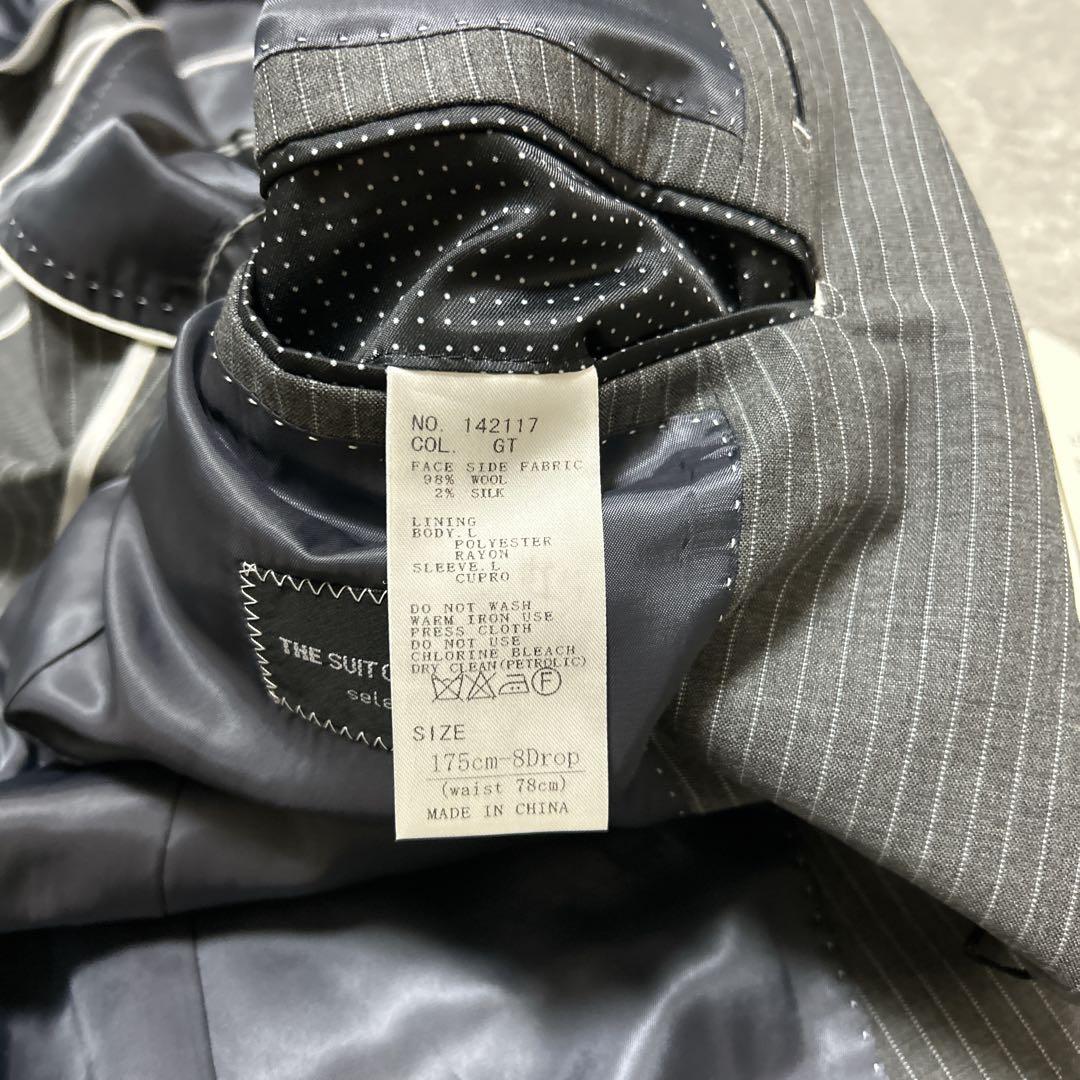 NO. 142117
COL. GT
FACE SIDE FABRIC
98% WOOL
2% SILK
LINING
BODY.L
POLYESTER
RAYON
SLEEVE.L
CUPRO
DO NOT WASH
WARM IRON USE
PRESS CLOTH
DO NOT USE
CHLORINE BLEACH
DRY CLEAN(PETROLIC)
F
SIZE
175cm-8Drop
(waist 78cm)
MADE IN CHINA
THE SUIT